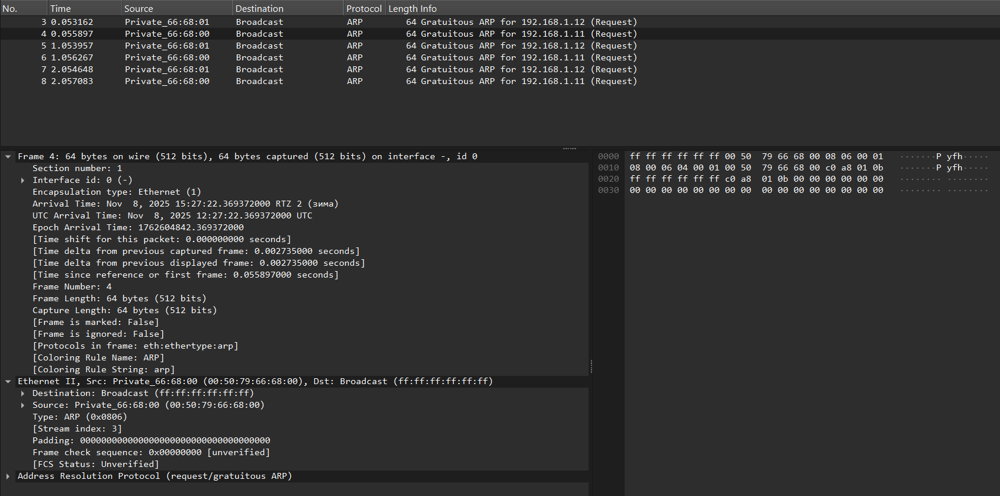 No. Time Source Destination Protocol Length Info
3 0.053162 Private_66:68:01 Broadcast ARP 64 Gratuitous ARP for 192.168.1.12 (Request)
4 0.055897 Private_66:68:00 Broadcast ARP 64 Gratuitous ARP for 192.168.1.11 (Request)
5 1.053957 Private_66:68:01 Broadcast ARP 64 Gratuitous ARP for 192.168.1.12 (Request)
6 1.056267 Private_66:68:00 Broadcast ARP 64 Gratuitous ARP for 192.168.1.11 (Request)
7 2.054648 Private_66:68:01 Broadcast ARP 64 Gratuitous ARP for 192.168.1.12 (Request)
8 2.057083 Private_66:68:00 Broadcast ARP 64 Gratuitous ARP for 192.168.1.11 (Request)
Frame 4: 64 bytes on wire (512 bits), 64 bytes captured (512 bits) on interface -, id 0
Section number: 1
Interface id: 0 (-)
Encapsulation type: Ethernet (1)
Arrival Time: Nov  8, 2025 15:27:22.369372000 RTZ 2 (зима)
UTC Arrival Time: Nov  8, 2025 12:27:22.369372000 UTC
Epoch Arrival Time: 1762604842.369372000
[Time shift for this packet: 0.000000000 seconds]
[Time delta from previous captured frame: 0.002735000 seconds]
[Time delta from previous displayed frame: 0.002735000 seconds]
[Time since reference or first frame: 0.055897000 seconds]
Frame Number: 4
Frame Length: 64 bytes (512 bits)
Capture Length: 64 bytes (512 bits)
[Frame is marked: False]
[Frame is ignored: False]
[Protocols in frame: eth:ethertype:arp]
[Coloring Rule Name: ARP]
[Coloring Rule String: arp]
Ethernet II, Src: Private_66:68:00 (00:50:79:66:68:00), Dst: Broadcast (ff:ff:ff:ff:ff:ff)
Destination: Broadcast (ff:ff:ff:ff:ff:ff)
Source: Private_66:68:00 (00:50:79:66:68:00)
Type: ARP (0x0806)
[Stream index: 3]
Padding: 000000000000000000000000000000000000
Frame check sequence: 0x00000000 [unverified]
[FCS Status: Unverified]
Address Resolution Protocol (request/gratuitous ARP)
0000 ff ff ff ff ff ff 00 50 79 66 68 00 08 06 00 01 ·······P yfh·····
0010 08 00 06 04 00 01 00 50 79 66 68 00 c0 a8 01 0b ·······P yfh·····
0020 ff ff ff ff ff ff c0 a8 01 0b 00 00 00 00 00 00 ········ ········
0030 00 00 00 00 00 00 00 00 00 00 00 00 00 00 00 00 ········ ········